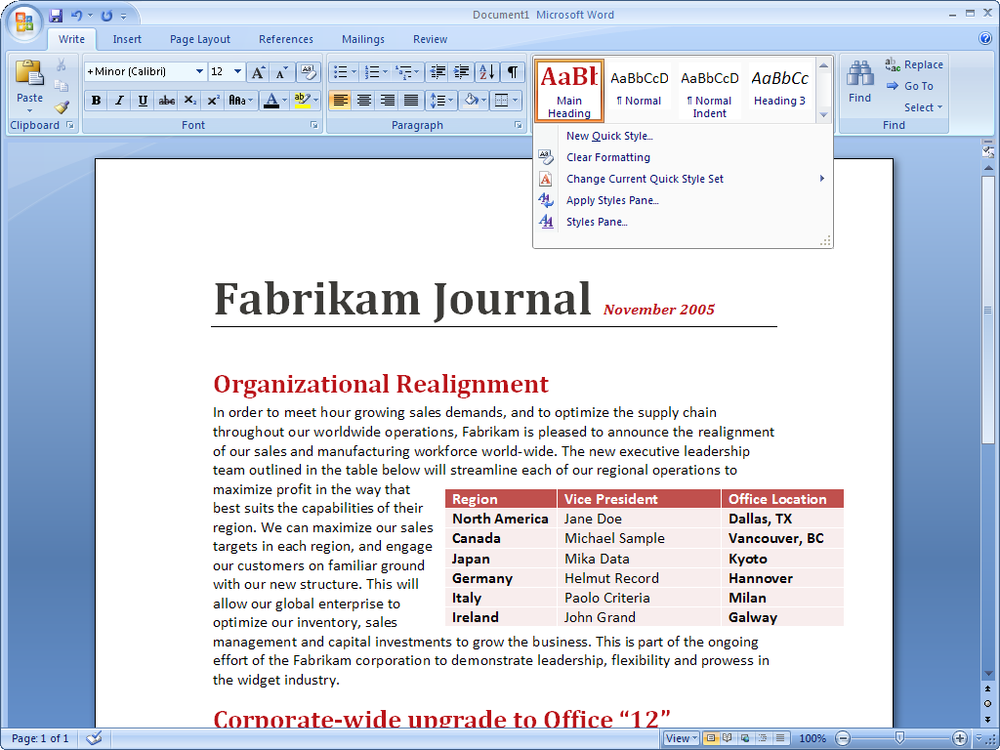 Document1 Microsoft Word
Write Insert Page Layout References Mailings Review
+Minor (Calibri) 12
Paste
Clipboard
B I U abc X₂ X² Aa
Font
Paragraph
AaBb AaBbCcD AaBbCcD AaBbCc
Main Heading ¶ Normal ¶ Normal Indent Heading 3
Find
Replace
Go To
Select
Find
New Quick Style...
Clear Formatting
Change Current Quick Style Set
Apply Styles Pane...
Styles Pane...
Fabrikam Journal November 2005
Organizational Realignment
In order to meet hour growing sales demands, and to optimize the supply chain
throughout our worldwide operations, Fabrikam is pleased to announce the realignment
of our sales and manufacturing workforce world-wide. The new executive leadership
team outlined in the table below will streamline each of our regional operations to
maximize profit in the way that
best suits the capabilities of their
region. We can maximize our sales
targets in each region, and engage
our customers on familiar ground
with our new structure. This will
allow our global enterprise to
optimize our inventory, sales
management and capital investments to grow the business. This is part of the ongoing
effort of the Fabrikam corporation to demonstrate leadership, flexibility and prowess in
the widget industry.
Region Vice President Office Location
North America Jane Doe Dallas, TX
Canada Michael Sample Vancouver, BC
Japan Mika Data Kyoto
Germany Helmut Record Hannover
Italy Paolo Criteria Milan
Ireland John Grand Galway
Corporate-wide upgrade to Office “12”
Page: 1 of 1
View 100%